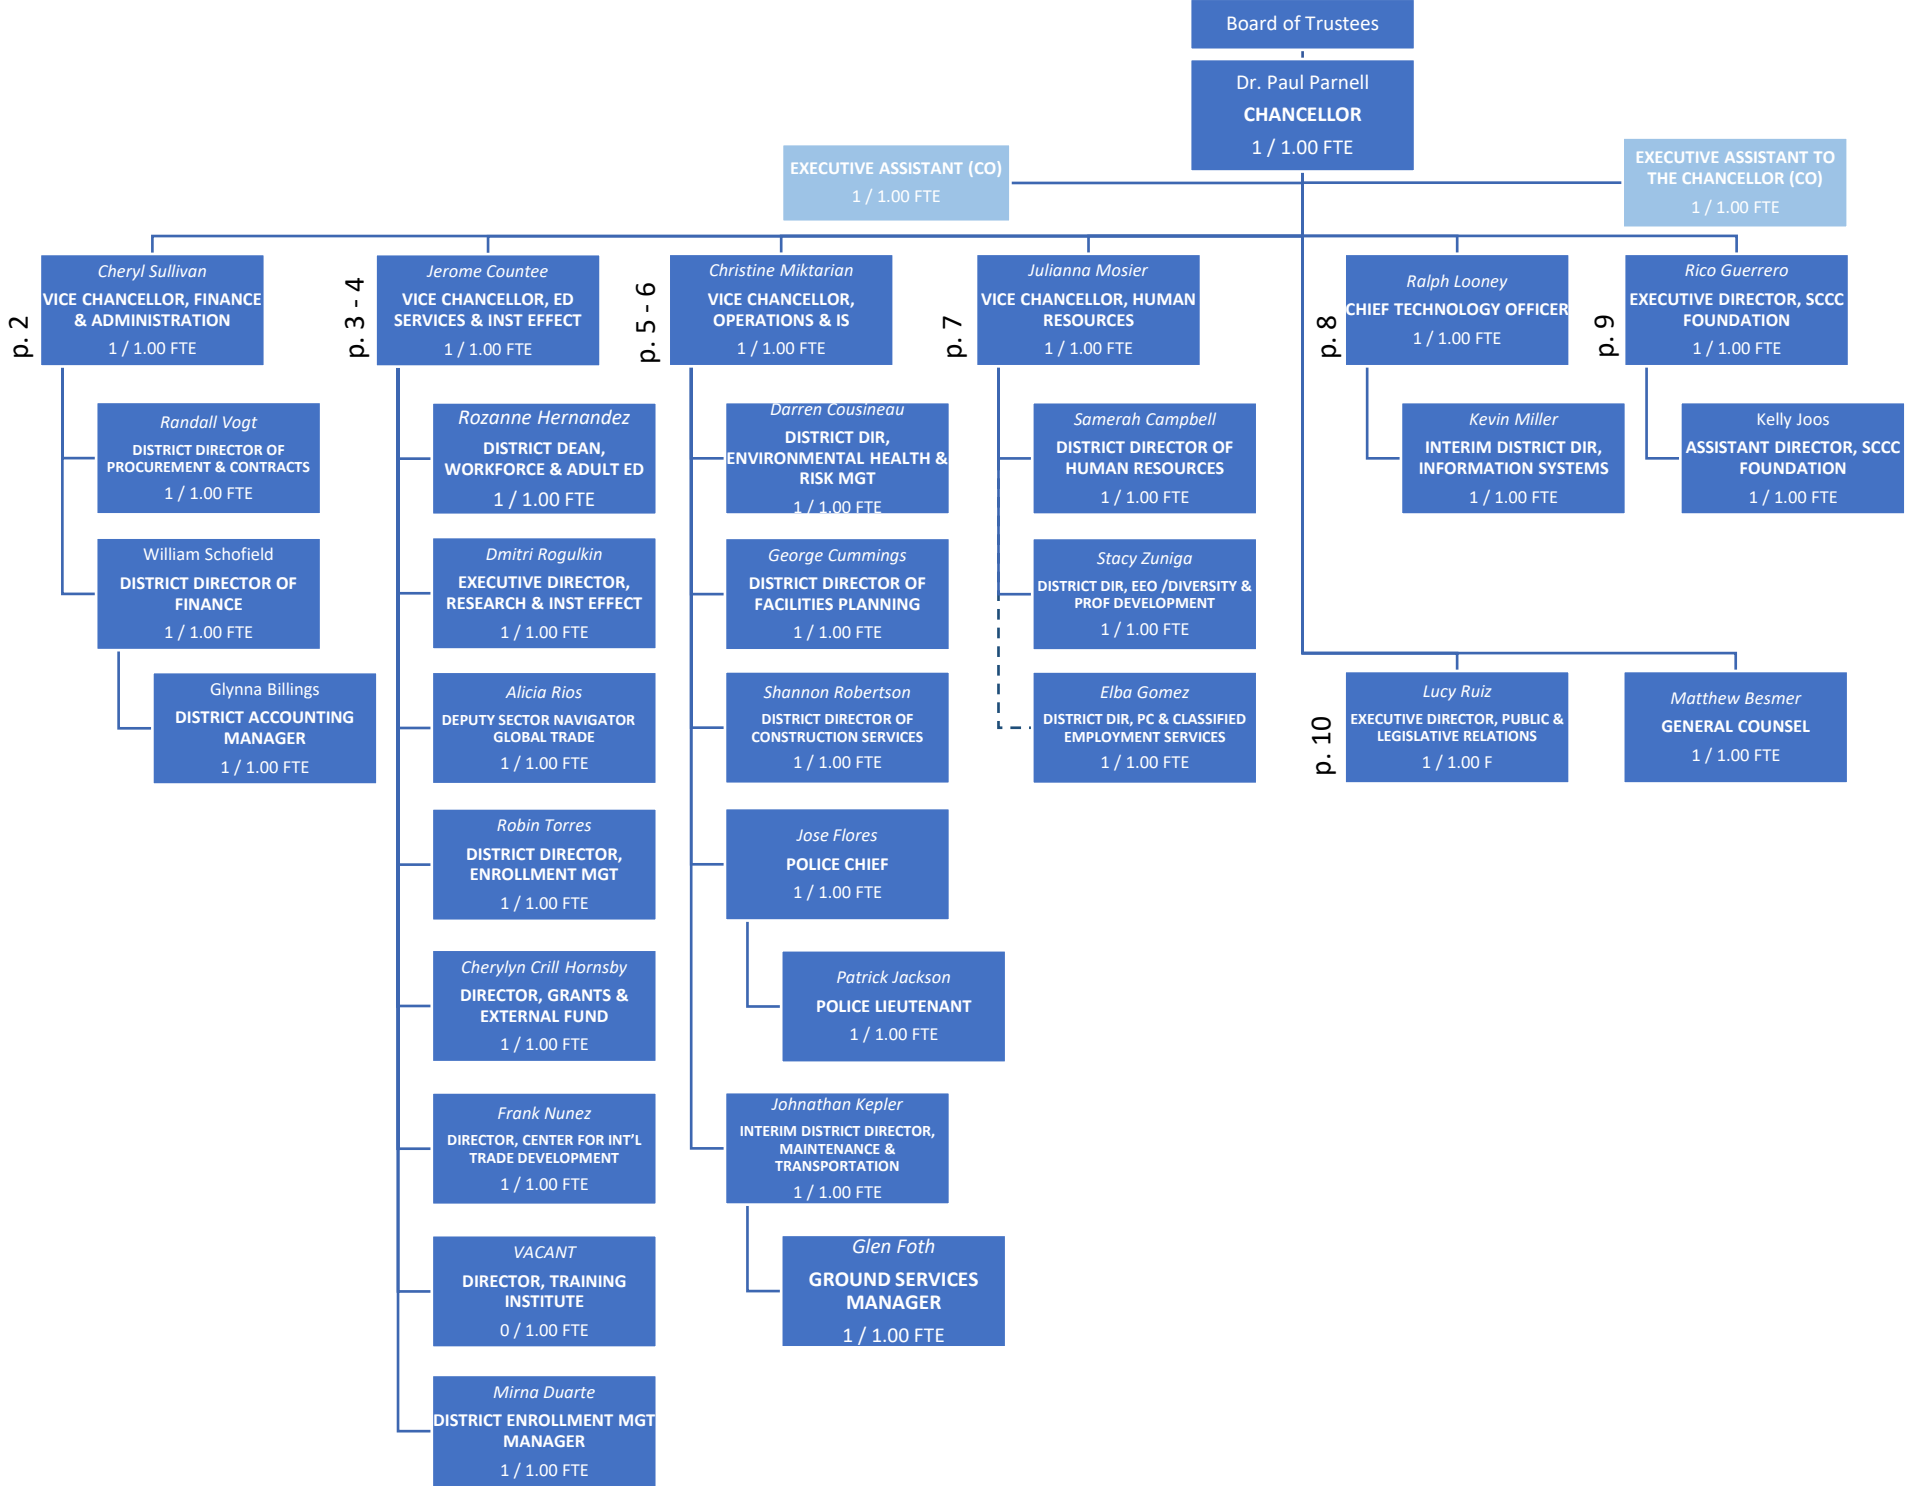 Board of Trustees
Dr. Paul Parnell
CHANCELLOR
1 / 1.00 FTE
EXECUTIVE ASSISTANT (CO)
1 / 1.00 FTE
EXECUTIVE ASSISTANT TO
THE CHANCELLOR (CO)
1 / 1.00 FTE
p. 2
Cheryl Sullivan
VICE CHANCELLOR, FINANCE
& ADMINISTRATION
1 / 1.00 FTE
Randall Vogt
DISTRICT DIRECTOR OF
PROCUREMENT & CONTRACTS
1 / 1.00 FTE
William Schofield
DISTRICT DIRECTOR OF
FINANCE
1 / 1.00 FTE
Glynna Billings
DISTRICT ACCOUNTING
MANAGER
1 / 1.00 FTE
p. 3 - 4
Jerome Countee
VICE CHANCELLOR, ED
SERVICES & INST EFFECT
1 / 1.00 FTE
Rozanne Hernandez
DISTRICT DEAN,
WORKFORCE & ADULT ED
1 / 1.00 FTE
Dmitri Rogulkin
EXECUTIVE DIRECTOR,
RESEARCH & INST EFFECT
1 / 1.00 FTE
Alicia Rios
DEPUTY SECTOR NAVIGATOR
GLOBAL TRADE
1 / 1.00 FTE
Robin Torres
DISTRICT DIRECTOR,
ENROLLMENT MGT
1 / 1.00 FTE
Cherylyn Crill Hornsby
DIRECTOR, GRANTS &
EXTERNAL FUND
1 / 1.00 FTE
Frank Nunez
DIRECTOR, CENTER FOR INT’L
TRADE DEVELOPMENT
1 / 1.00 FTE
VACANT
DIRECTOR, TRAINING
INSTITUTE
0 / 1.00 FTE
Mirna Duarte
DISTRICT ENROLLMENT MGT
MANAGER
1 / 1.00 FTE
p. 5 - 6
Christine Miktarian
VICE CHANCELLOR,
OPERATIONS & IS
1 / 1.00 FTE
Darren Cousineau
DISTRICT DIR,
ENVIRONMENTAL HEALTH &
RISK MGT
1 / 1.00 FTE
George Cummings
DISTRICT DIRECTOR OF
FACILITIES PLANNING
1 / 1.00 FTE
Shannon Robertson
DISTRICT DIRECTOR OF
CONSTRUCTION SERVICES
1 / 1.00 FTE
Jose Flores
POLICE CHIEF
1 / 1.00 FTE
Patrick Jackson
POLICE LIEUTENANT
1 / 1.00 FTE
Johnathan Kepler
INTERIM DISTRICT DIRECTOR,
MAINTENANCE &
TRANSPORTATION
1 / 1.00 FTE
Glen Foth
GROUND SERVICES
MANAGER
1 / 1.00 FTE
p. 7
Julianna Mosier
VICE CHANCELLOR, HUMAN
RESOURCES
1 / 1.00 FTE
Samerah Campbell
DISTRICT DIRECTOR OF
HUMAN RESOURCES
1 / 1.00 FTE
Stacy Zuniga
DISTRICT DIR, EEO /DIVERSITY &
PROF DEVELOPMENT
1 / 1.00 FTE
Elba Gomez
DISTRICT DIR, PC & CLASSIFIED
EMPLOYMENT SERVICES
1 / 1.00 FTE
p. 8
Ralph Looney
CHIEF TECHNOLOGY OFFICER
1 / 1.00 FTE
Kevin Miller
INTERIM DISTRICT DIR,
INFORMATION SYSTEMS
1 / 1.00 FTE
p. 9
Rico Guerrero
EXECUTIVE DIRECTOR, SCCC
FOUNDATION
1 / 1.00 FTE
Kelly Joos
ASSISTANT DIRECTOR, SCCC
FOUNDATION
1 / 1.00 FTE
p. 10
Lucy Ruiz
EXECUTIVE DIRECTOR, PUBLIC &
LEGISLATIVE RELATIONS
1 / 1.00 F
Matthew Besmer
GENERAL COUNSEL
1 / 1.00 FTE